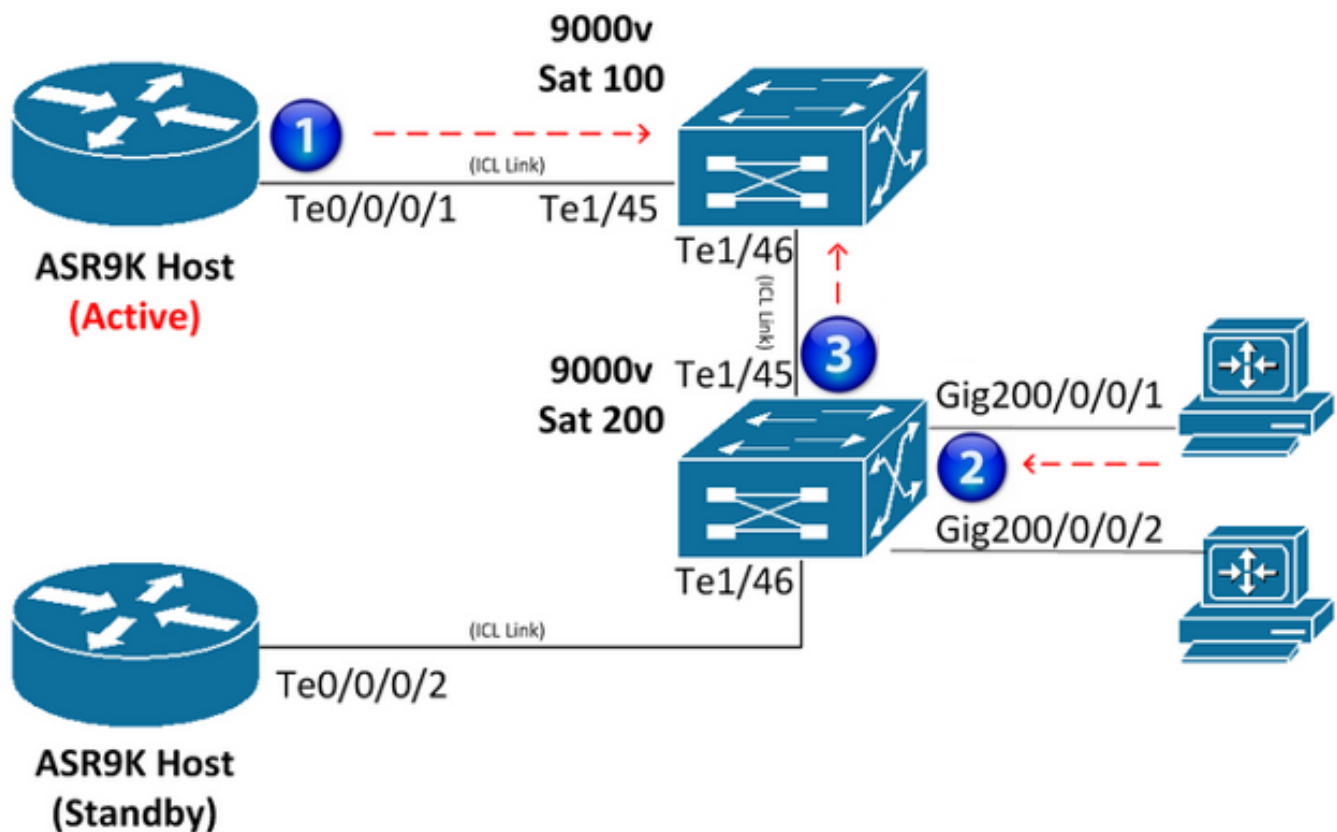 9000v
Sat 100
1
(ICL Link)
Te0/0/0/1
Te1/45
ASR9K Host
(Active)
Te1/46
(ICL Link)
3
9000v
Sat 200
Te1/45
Gig200/0/0/1
2
Gig200/0/0/2
Te1/46
(ICL Link)
Te0/0/0/2
ASR9K Host
(Standby)